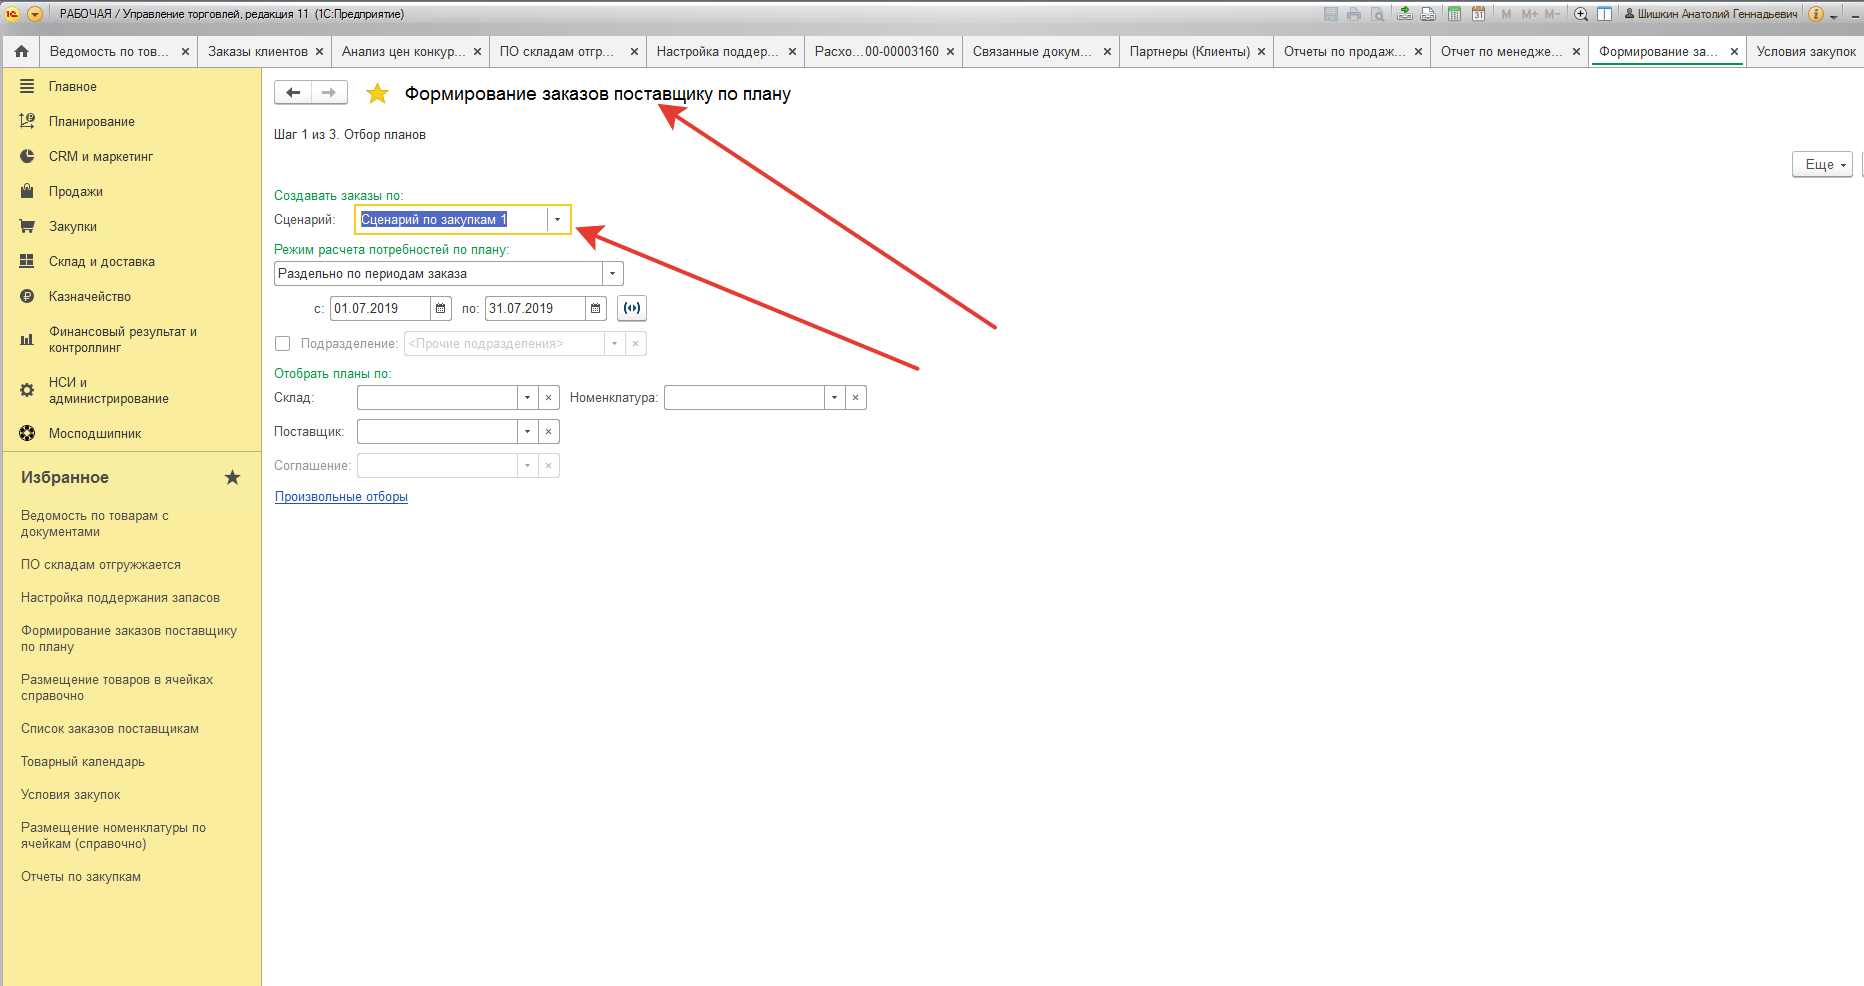 РАБОЧАЯ / Управление торговлей, редакция 11 (1С:Предприятие)
M M+ M-
Шишкин Анатолий Геннадьевич
Ведомость по тов...
Заказы клиентов
Анализ цен конкур...
ПО складам отгр...
Настройка поддер...
Расхо...00-00003160
Связанные докум...
Партнеры (Клиенты)
Отчеты по продаж...
Отчет по менедже...
Формирование за...
Условия закупок
Главное
Планирование
CRM и маркетинг
Продажи
Закупки
Склад и доставка
Казначейство
Финансовый результат и
контроллинг
НСИ и
администрирование
Мосподшипник
Избранное
Ведомость по товарам с
документами
ПО складам отгружжается
Настройка поддержания запасов
Формирование заказов поставщику
по плану
Размещение товаров в ячейках
справочно
Список заказов поставщикам
Товарный календарь
Условия закупок
Размещение номенклатуры по
ячейкам (справочно)
Отчеты по закупкам
Формирование заказов поставщику по плану
Шаг 1 из 3. Отбор планов
Еще
Создавать заказы по:
Сценарий: Сценарий по закупкам 1
Режим расчета потребностей по плану:
Раздельно по периодам заказа
с: 01.07.2019 по: 31.07.2019
Подразделение: <Прочие подразделения>
Отобрать планы по:
Склад: Номенклатура:
Поставщик:
Соглашение:
Произвольные отборы